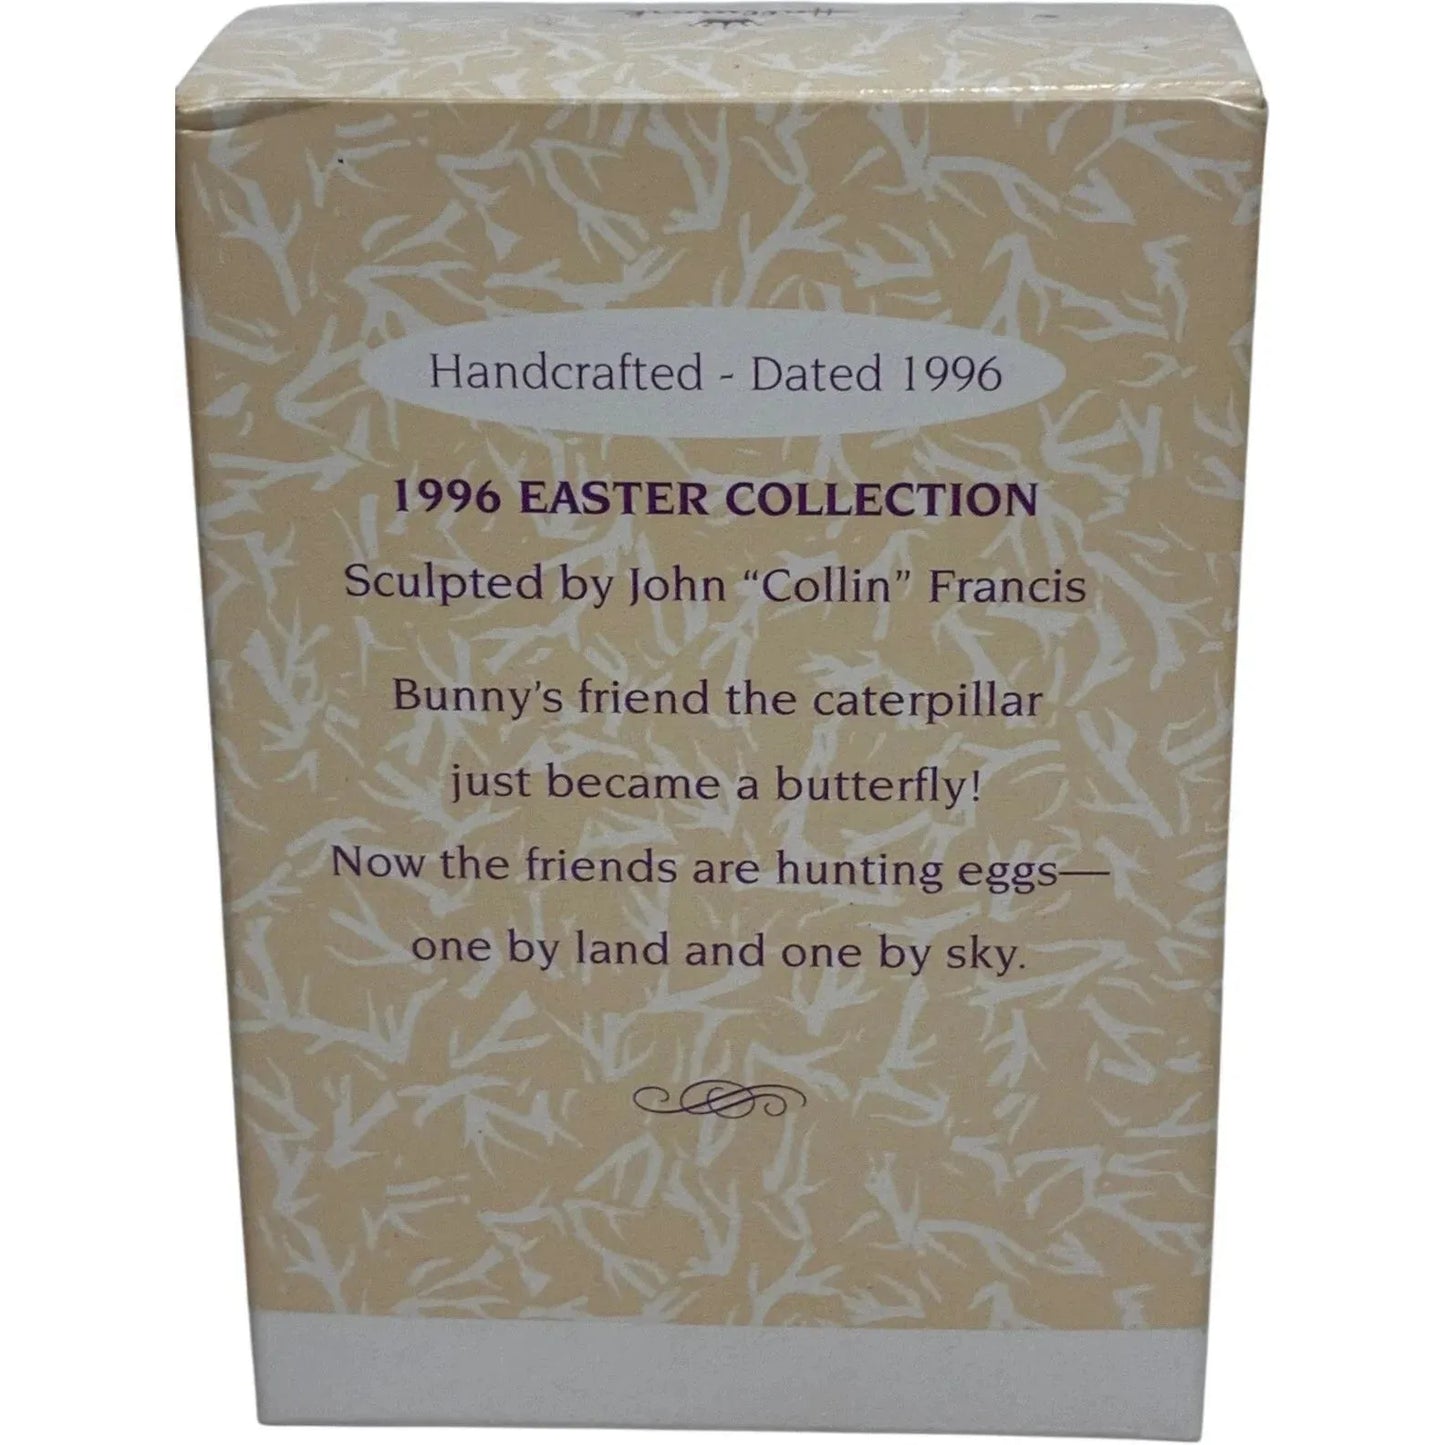 Hallmark
Handcrafted - Dated 1996
1996 EASTER COLLECTION
Sculpted by John “Collin” Francis
Bunny’s friend the caterpillar
just became a butterfly!
Now the friends are hunting eggs—
one by land and one by sky.